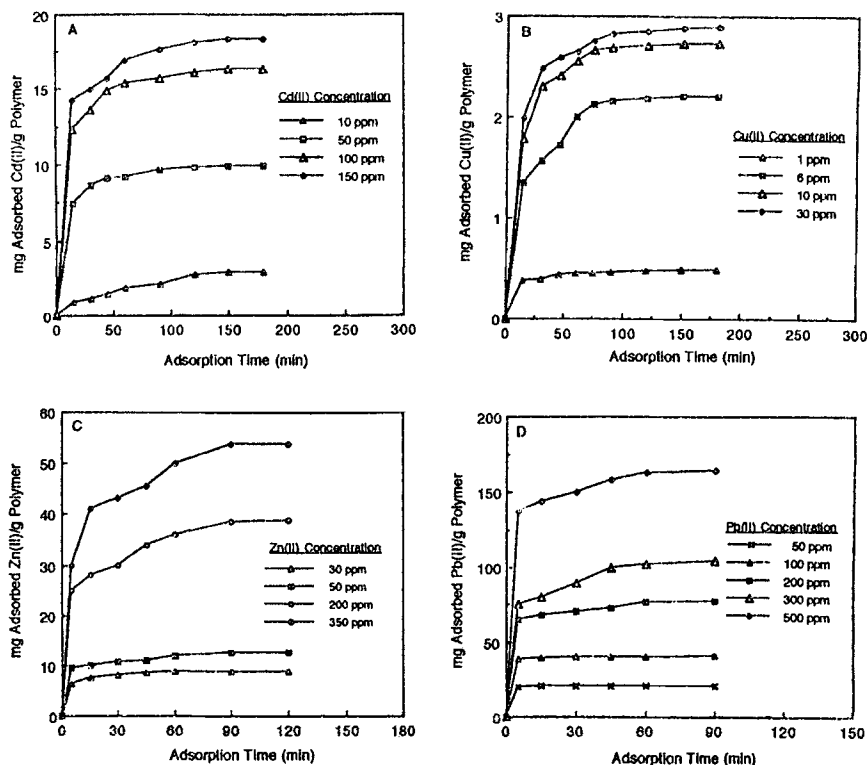 A
mg Adsorbed Cd(II)/g Polymer
20
15
10
5
0
Cd(II) Concentration
10 ppm
50 ppm
100 ppm
150 ppm
0 50 100 150 200 250 300
Adsorption Time (min)
B
mg Adsorbed Cu(II)/g Polymer
3
2
1
0
Cu(II) Concentration
1 ppm
6 ppm
10 ppm
30 ppm
0 50 100 150 200 250 300
Adsorption Time (min)
C
mg Adsorbed Zn(II)/g Polymer
60
50
40
30
20
10
0
Zn(II) Concentration
30 ppm
50 ppm
200 ppm
350 ppm
0 30 60 90 120 150 180
Adsorption Time (min)
D
mg Adsorbed Pb(II)/g Polymer
200
150
100
50
0
Pb(II) Concentration
50 ppm
100 ppm
200 ppm
300 ppm
500 ppm
0 30 60 90 120 150
Adsorption Time (min)